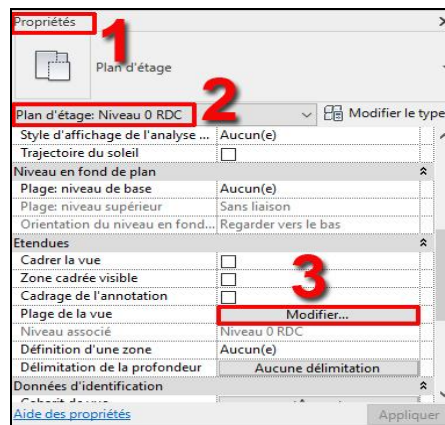 Propriétés
1
Plan d'étage
2
Plan d'étage: Niveau 0 RDC Modifier le type
Style d'affichage de l'analyse ... Aucun(e)
Trajectoire du soleil
Niveau en fond de plan
Plage: niveau de base Aucun(e)
Plage: niveau supérieur Sans liaison
Orientation du niveau en fond... Regarder vers le bas
Etendues
Cadrer la vue
Zone cadrée visible
3
Cadrage de l'annotation
Plage de la vue Modifier...
Niveau associé Niveau 0 RDC
Définition d'une zone Aucun(e)
Délimitation de la profondeur Aucune délimitation
Données d'identification
Aide des propriétés Appliquer